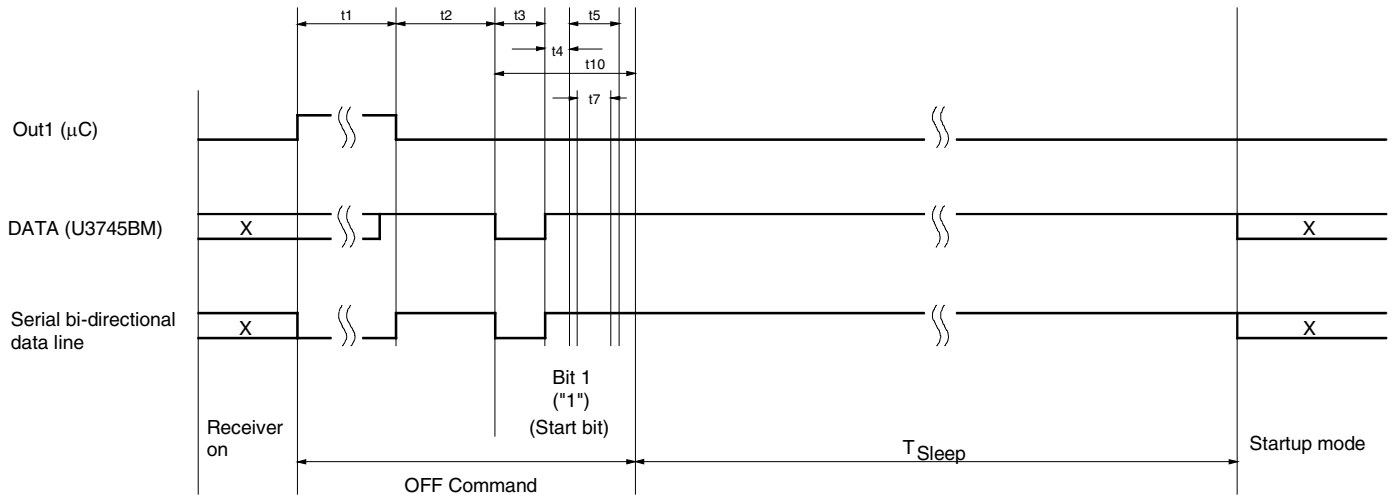 t1
t2
t3
t5
t4
t10
t7
Out1 (μC)
DATA (U3745BM)
X
X
Serial bi-directional
data line
X
X
Bit 1
("1")
(Start bit)
Receiver
on
TSleep
Startup mode
OFF Command